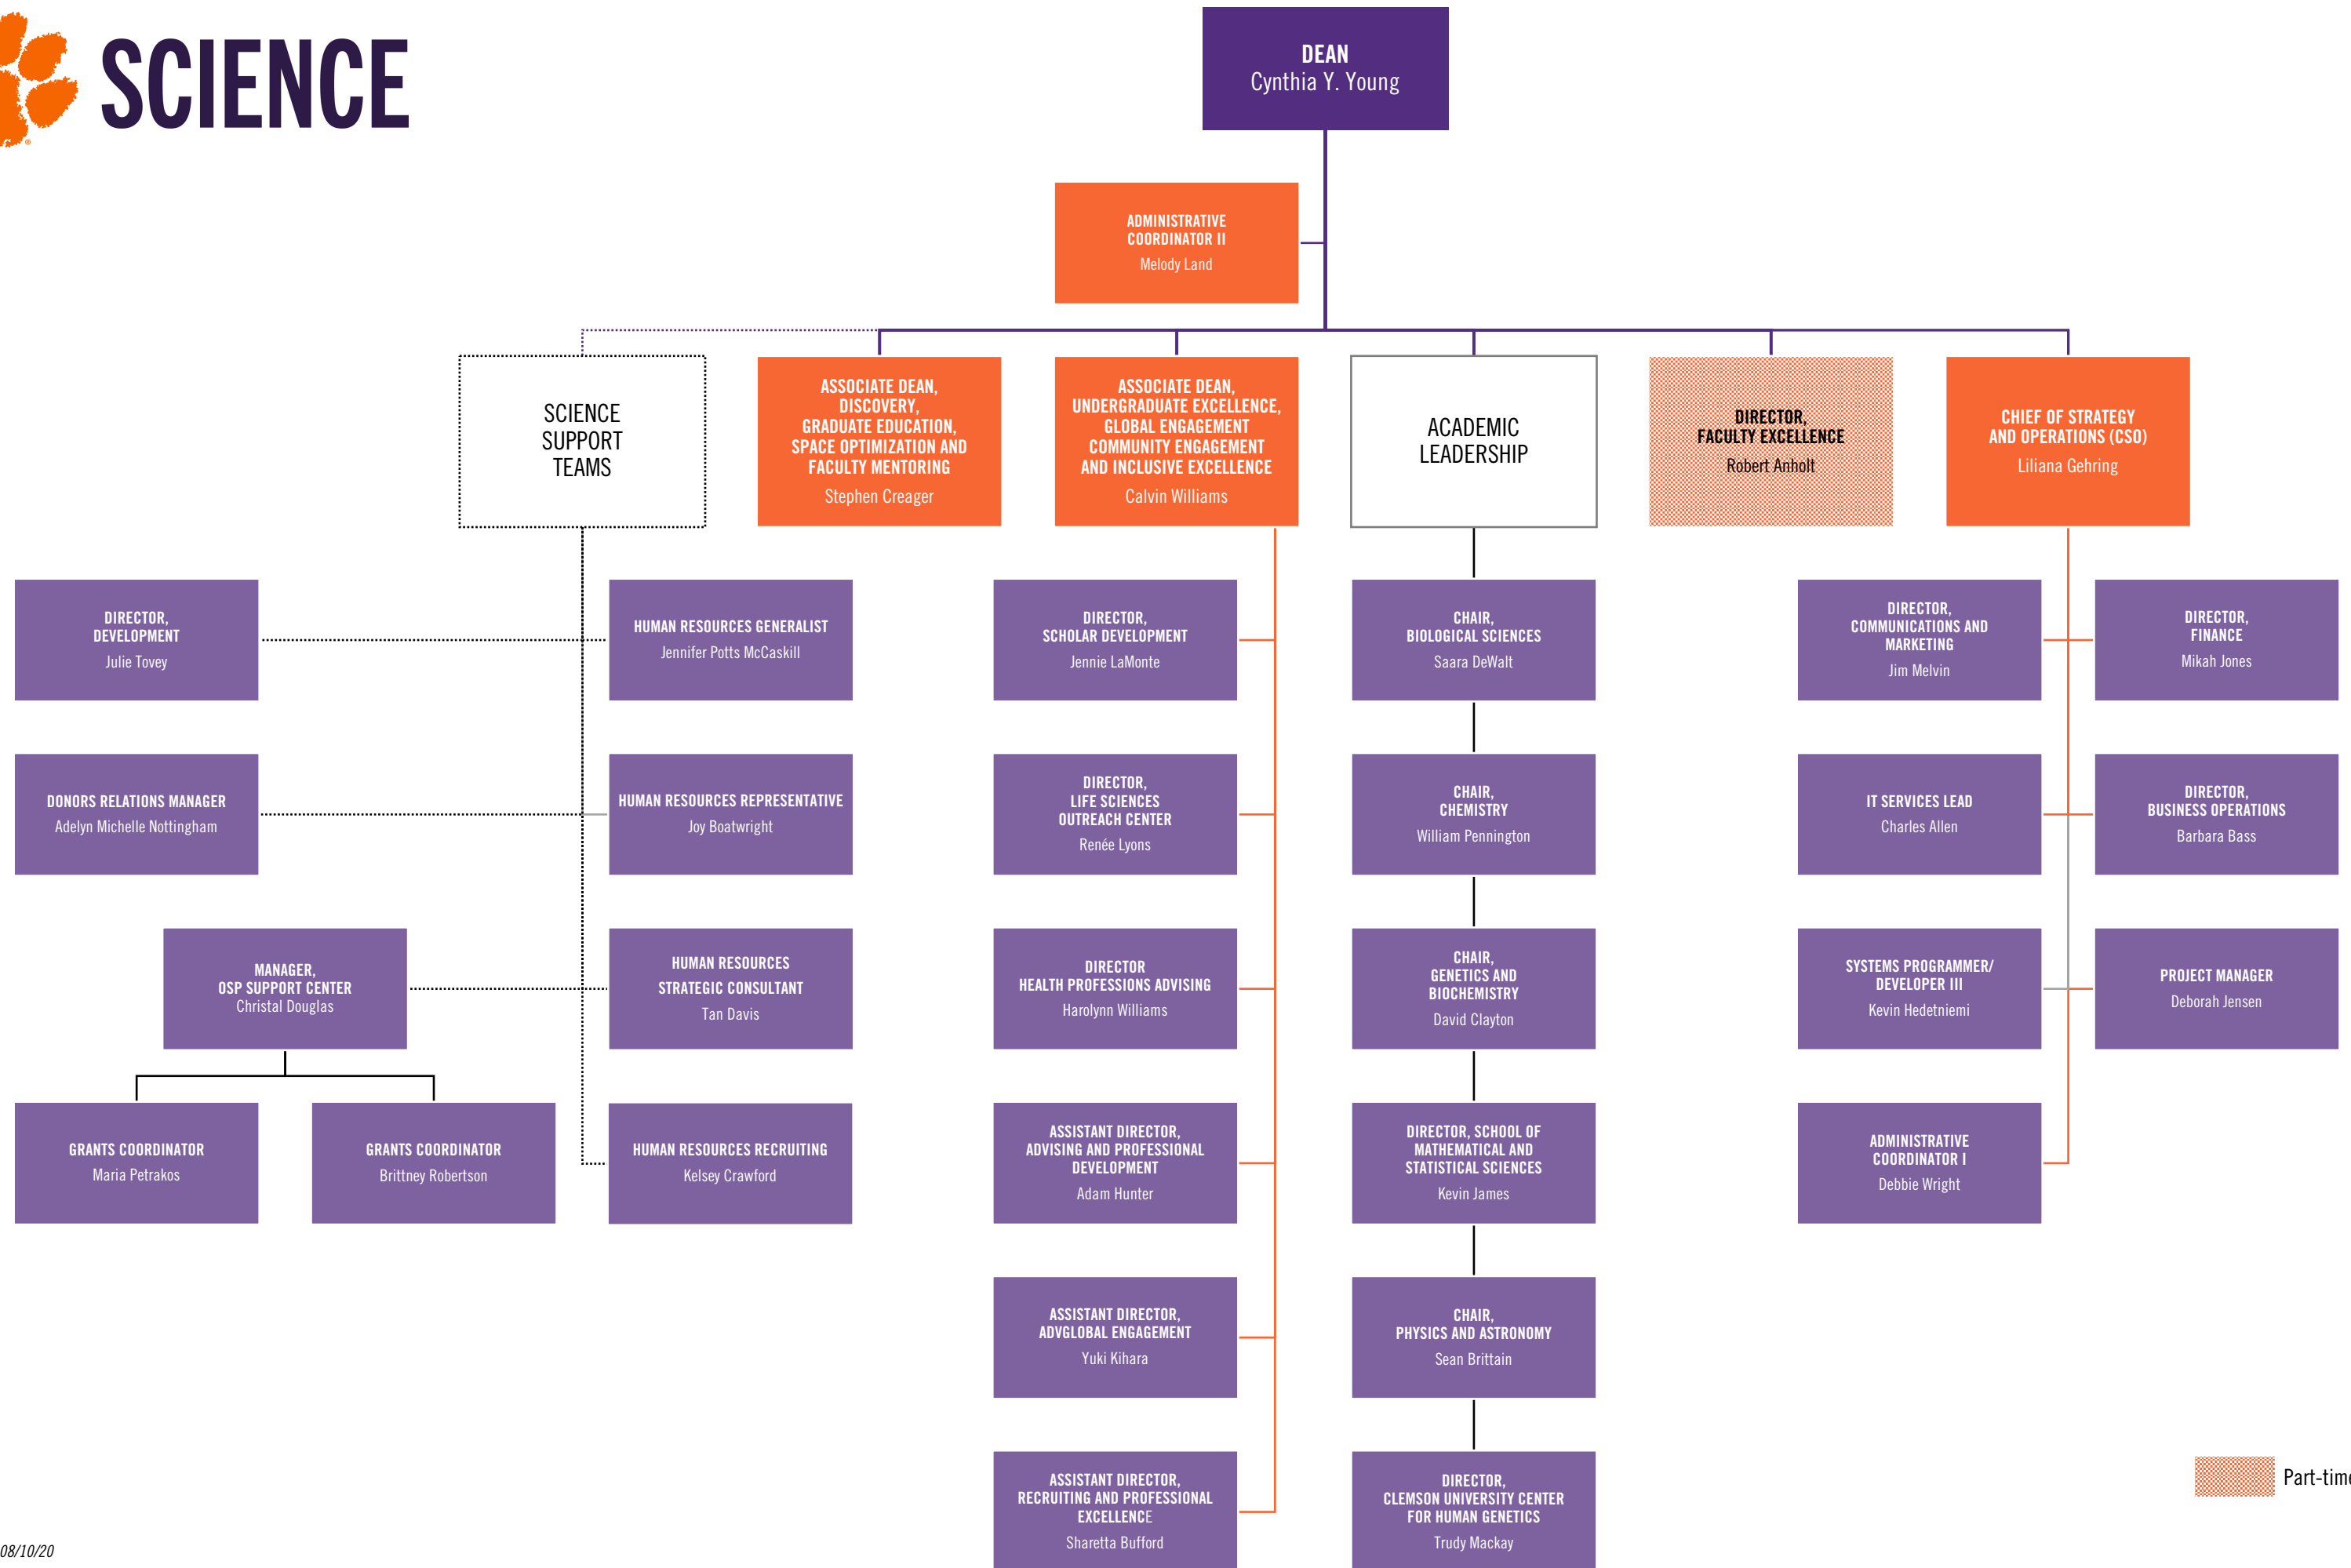 SCIENCE
®
DEAN
Cynthia Y. Young
ADMINISTRATIVE
COORDINATOR II
Melody Land
SCIENCE
SUPPORT
TEAMS
ASSOCIATE DEAN,
DISCOVERY,
GRADUATE EDUCATION,
SPACE OPTIMIZATION AND
FACULTY MENTORING
Stephen Creager
ASSOCIATE DEAN,
UNDERGRADUATE EXCELLENCE,
GLOBAL ENGAGEMENT
COMMUNITY ENGAGEMENT
AND INCLUSIVE EXCELLENCE
Calvin Williams
ACADEMIC
LEADERSHIP
DIRECTOR,
FACULTY EXCELLENCE
Robert Anholt
CHIEF OF STRATEGY
AND OPERATIONS (CSO)
Liliana Gehring
DIRECTOR,
DEVELOPMENT
Julie Tovey
HUMAN RESOURCES GENERALIST
Jennifer Potts McCaskill
DIRECTOR,
SCHOLAR DEVELOPMENT
Jennie LaMonte
CHAIR,
BIOLOGICAL SCIENCES
Saara DeWalt
DIRECTOR,
COMMUNICATIONS AND
MARKETING
Jim Melvin
DIRECTOR,
FINANCE
Mikah Jones
DONORS RELATIONS MANAGER
Adelyn Michelle Nottingham
HUMAN RESOURCES REPRESENTATIVE
Joy Boatwright
DIRECTOR,
LIFE SCIENCES
OUTREACH CENTER
Renée Lyons
CHAIR,
CHEMISTRY
William Pennington
IT SERVICES LEAD
Charles Allen
DIRECTOR,
BUSINESS OPERATIONS
Barbara Bass
MANAGER,
OSP SUPPORT CENTER
Christal Douglas
HUMAN RESOURCES
STRATEGIC CONSULTANT
Tan Davis
DIRECTOR
HEALTH PROFESSIONS ADVISING
Harolynn Williams
CHAIR,
GENETICS AND
BIOCHEMISTRY
David Clayton
SYSTEMS PROGRAMMER/
DEVELOPER III
Kevin Hedetniemi
PROJECT MANAGER
Deborah Jensen
GRANTS COORDINATOR
Maria Petrakos
GRANTS COORDINATOR
Brittney Robertson
HUMAN RESOURCES RECRUITING
Kelsey Crawford
ASSISTANT DIRECTOR,
ADVISING AND PROFESSIONAL
DEVELOPMENT
Adam Hunter
DIRECTOR, SCHOOL OF
MATHEMATICAL AND
STATISTICAL SCIENCES
Kevin James
ADMINISTRATIVE
COORDINATOR I
Debbie Wright
ASSISTANT DIRECTOR,
ADVGLOBAL ENGAGEMENT
Yuki Kihara
CHAIR,
PHYSICS AND ASTRONOMY
Sean Brittain
ASSISTANT DIRECTOR,
RECRUITING AND PROFESSIONAL
EXCELLENCE
Sharetta Bufford
DIRECTOR,
CLEMSON UNIVERSITY CENTER
FOR HUMAN GENETICS
Trudy Mackay
Part-time
08/10/20